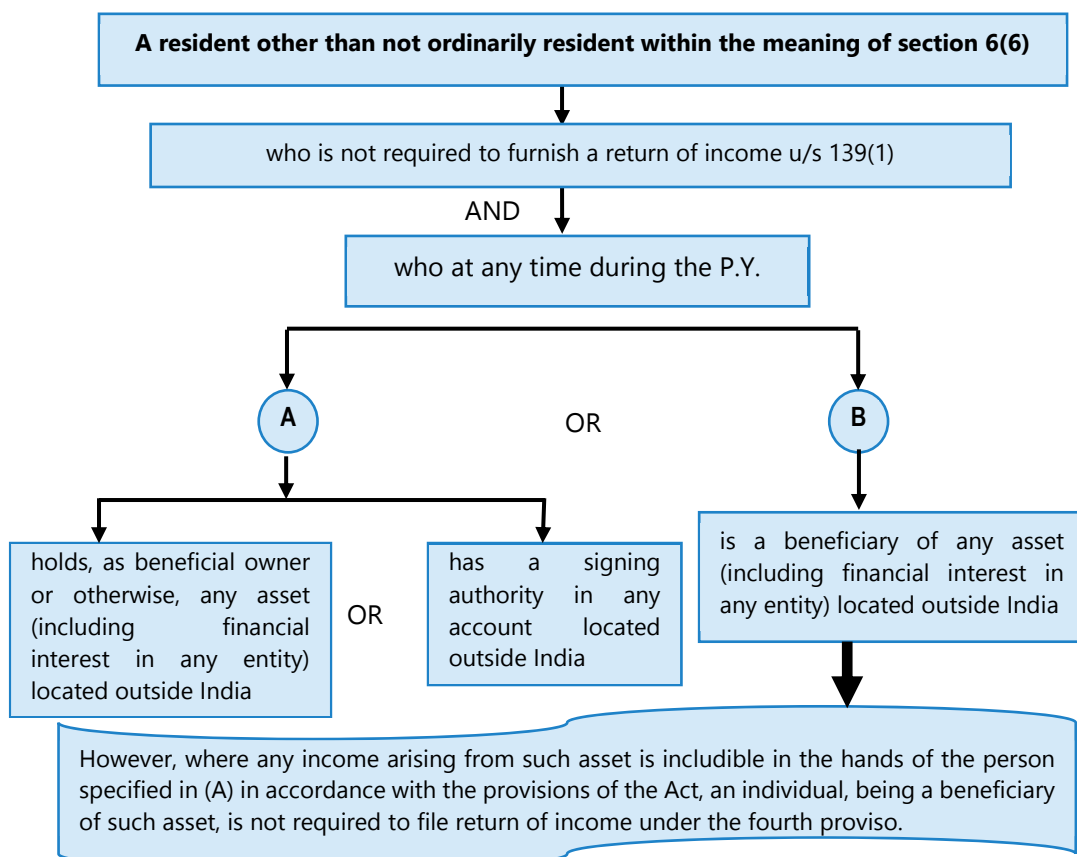 A resident other than not ordinarily resident within the meaning of section 6(6)
who is not required to furnish a return of income u/s 139(1)
AND
who at any time during the P.Y.
A
OR
B
holds, as beneficial owner
or otherwise, any asset
(including financial
interest in any entity)
located outside India
OR
has a signing
authority in any
account located
outside India
is a beneficiary of any asset
(including financial interest in
any entity) located outside India
However, where any income arising from such asset is includible in the hands of the person
specified in (A) in accordance with the provisions of the Act, an individual, being a beneficiary
of such asset, is not required to file return of income under the fourth proviso.